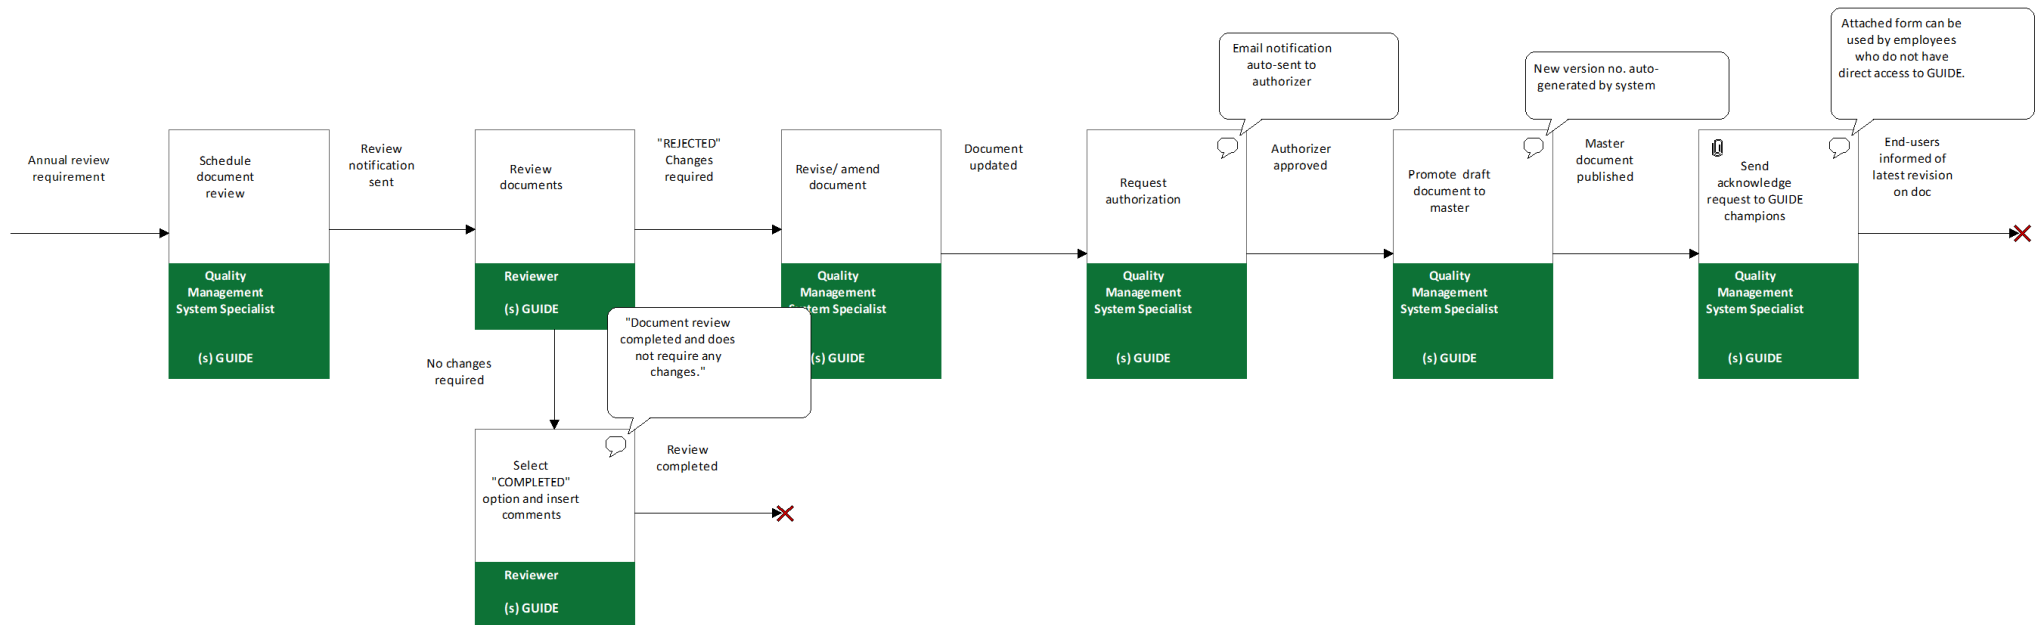 Annual review
requirement
Schedule
document
review
Quality
Management
System Specialist
(s) GUIDE
Review
notification
sent
Review
documents
Reviewer
(s) GUIDE
"REJECTED"
Changes
required
Revise/ amend
document
Quality
Management
System Specialist
(s) GUIDE
Document
updated
Email notification
auto-sent to
authorizer
Request
authorization
Quality
Management
System Specialist
(s) GUIDE
Authorizer
approved
New version no. auto-
generated by system
Promote draft
document to
master
Quality
Management
System Specialist
(s) GUIDE
Master
document
published
Attached form can be
used by employees
who do not have
direct access to GUIDE.
Send
acknowledge
request to GUIDE
champions
Quality
Management
System Specialist
(s) GUIDE
End-users
informed of
latest revision
on doc
No changes
required
"Document review
completed and does
not require any
changes."
Select
"COMPLETED"
option and insert
comments
Reviewer
(s) GUIDE
Review
completed